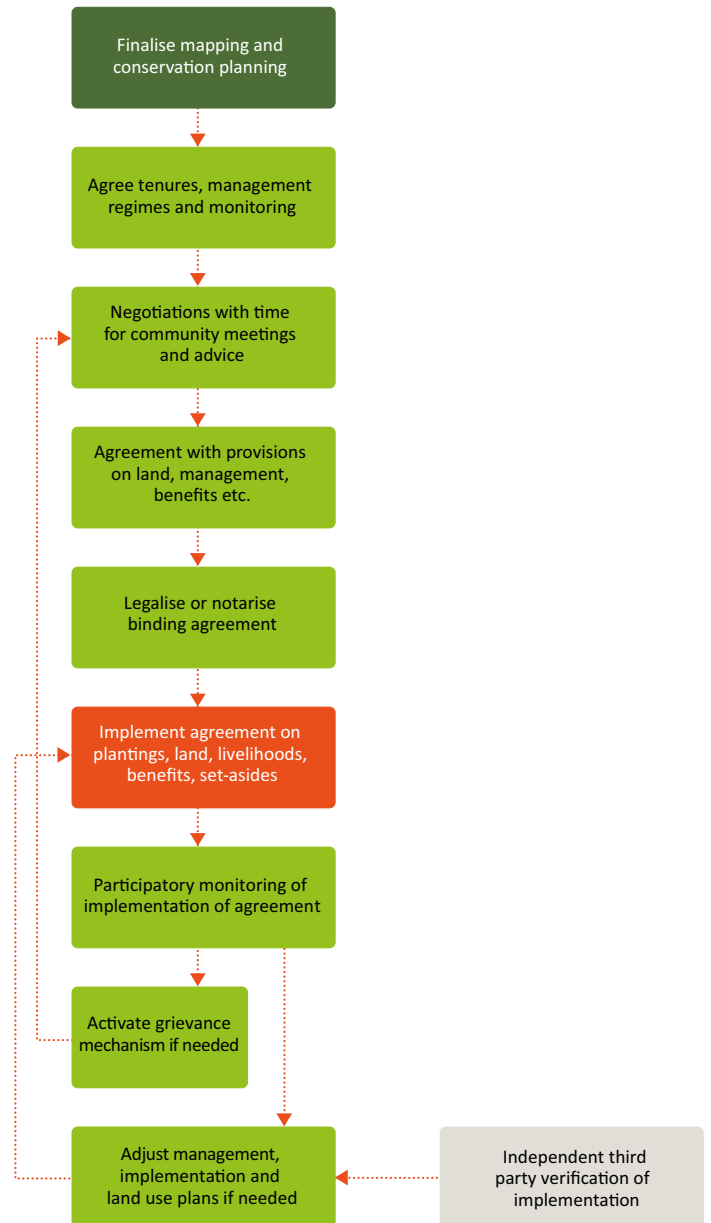 Finalise mapping and
conservation planning
Agree tenures, management
regimes and monitoring
Negotiations with time
for community meetings
and advice
Agreement with provisions
on land, management,
benefits etc.
Legalise or notarise
binding agreement
Implement agreement on
plantings, land, livelihoods,
benefits, set-asides
Participatory monitoring of
implementation of agreement
Activate grievance
mechanism if needed
Adjust management,
implementation and
land use plans if needed
Independent third
party verification of
implementation